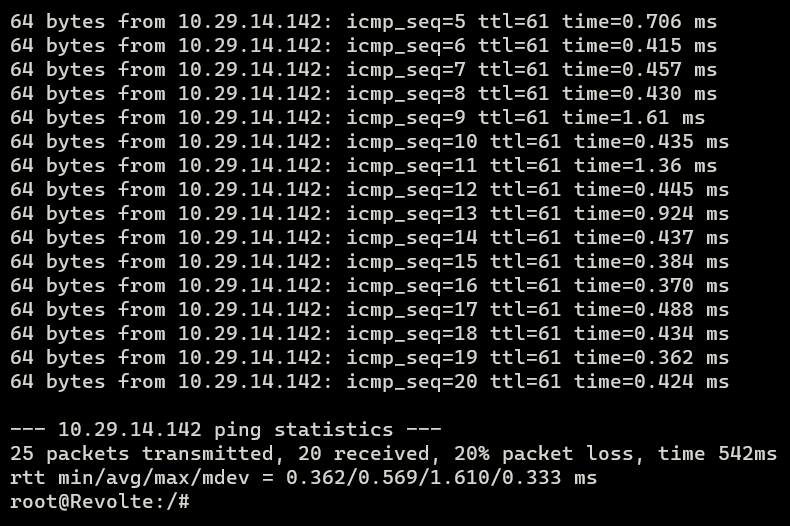 64 bytes from 10.29.14.142: icmp_seq=5 ttl=61 time=0.706 ms
64 bytes from 10.29.14.142: icmp_seq=6 ttl=61 time=0.415 ms
64 bytes from 10.29.14.142: icmp_seq=7 ttl=61 time=0.457 ms
64 bytes from 10.29.14.142: icmp_seq=8 ttl=61 time=0.430 ms
64 bytes from 10.29.14.142: icmp_seq=9 ttl=61 time=1.61 ms
64 bytes from 10.29.14.142: icmp_seq=10 ttl=61 time=0.435 ms
64 bytes from 10.29.14.142: icmp_seq=11 ttl=61 time=1.36 ms
64 bytes from 10.29.14.142: icmp_seq=12 ttl=61 time=0.445 ms
64 bytes from 10.29.14.142: icmp_seq=13 ttl=61 time=0.924 ms
64 bytes from 10.29.14.142: icmp_seq=14 ttl=61 time=0.437 ms
64 bytes from 10.29.14.142: icmp_seq=15 ttl=61 time=0.384 ms
64 bytes from 10.29.14.142: icmp_seq=16 ttl=61 time=0.370 ms
64 bytes from 10.29.14.142: icmp_seq=17 ttl=61 time=0.488 ms
64 bytes from 10.29.14.142: icmp_seq=18 ttl=61 time=0.434 ms
64 bytes from 10.29.14.142: icmp_seq=19 ttl=61 time=0.362 ms
64 bytes from 10.29.14.142: icmp_seq=20 ttl=61 time=0.424 ms
--- 10.29.14.142 ping statistics ---
25 packets transmitted, 20 received, 20% packet loss, time 542ms
rtt min/avg/max/mdev = 0.362/0.569/1.610/0.333 ms
root@Revolte:/#